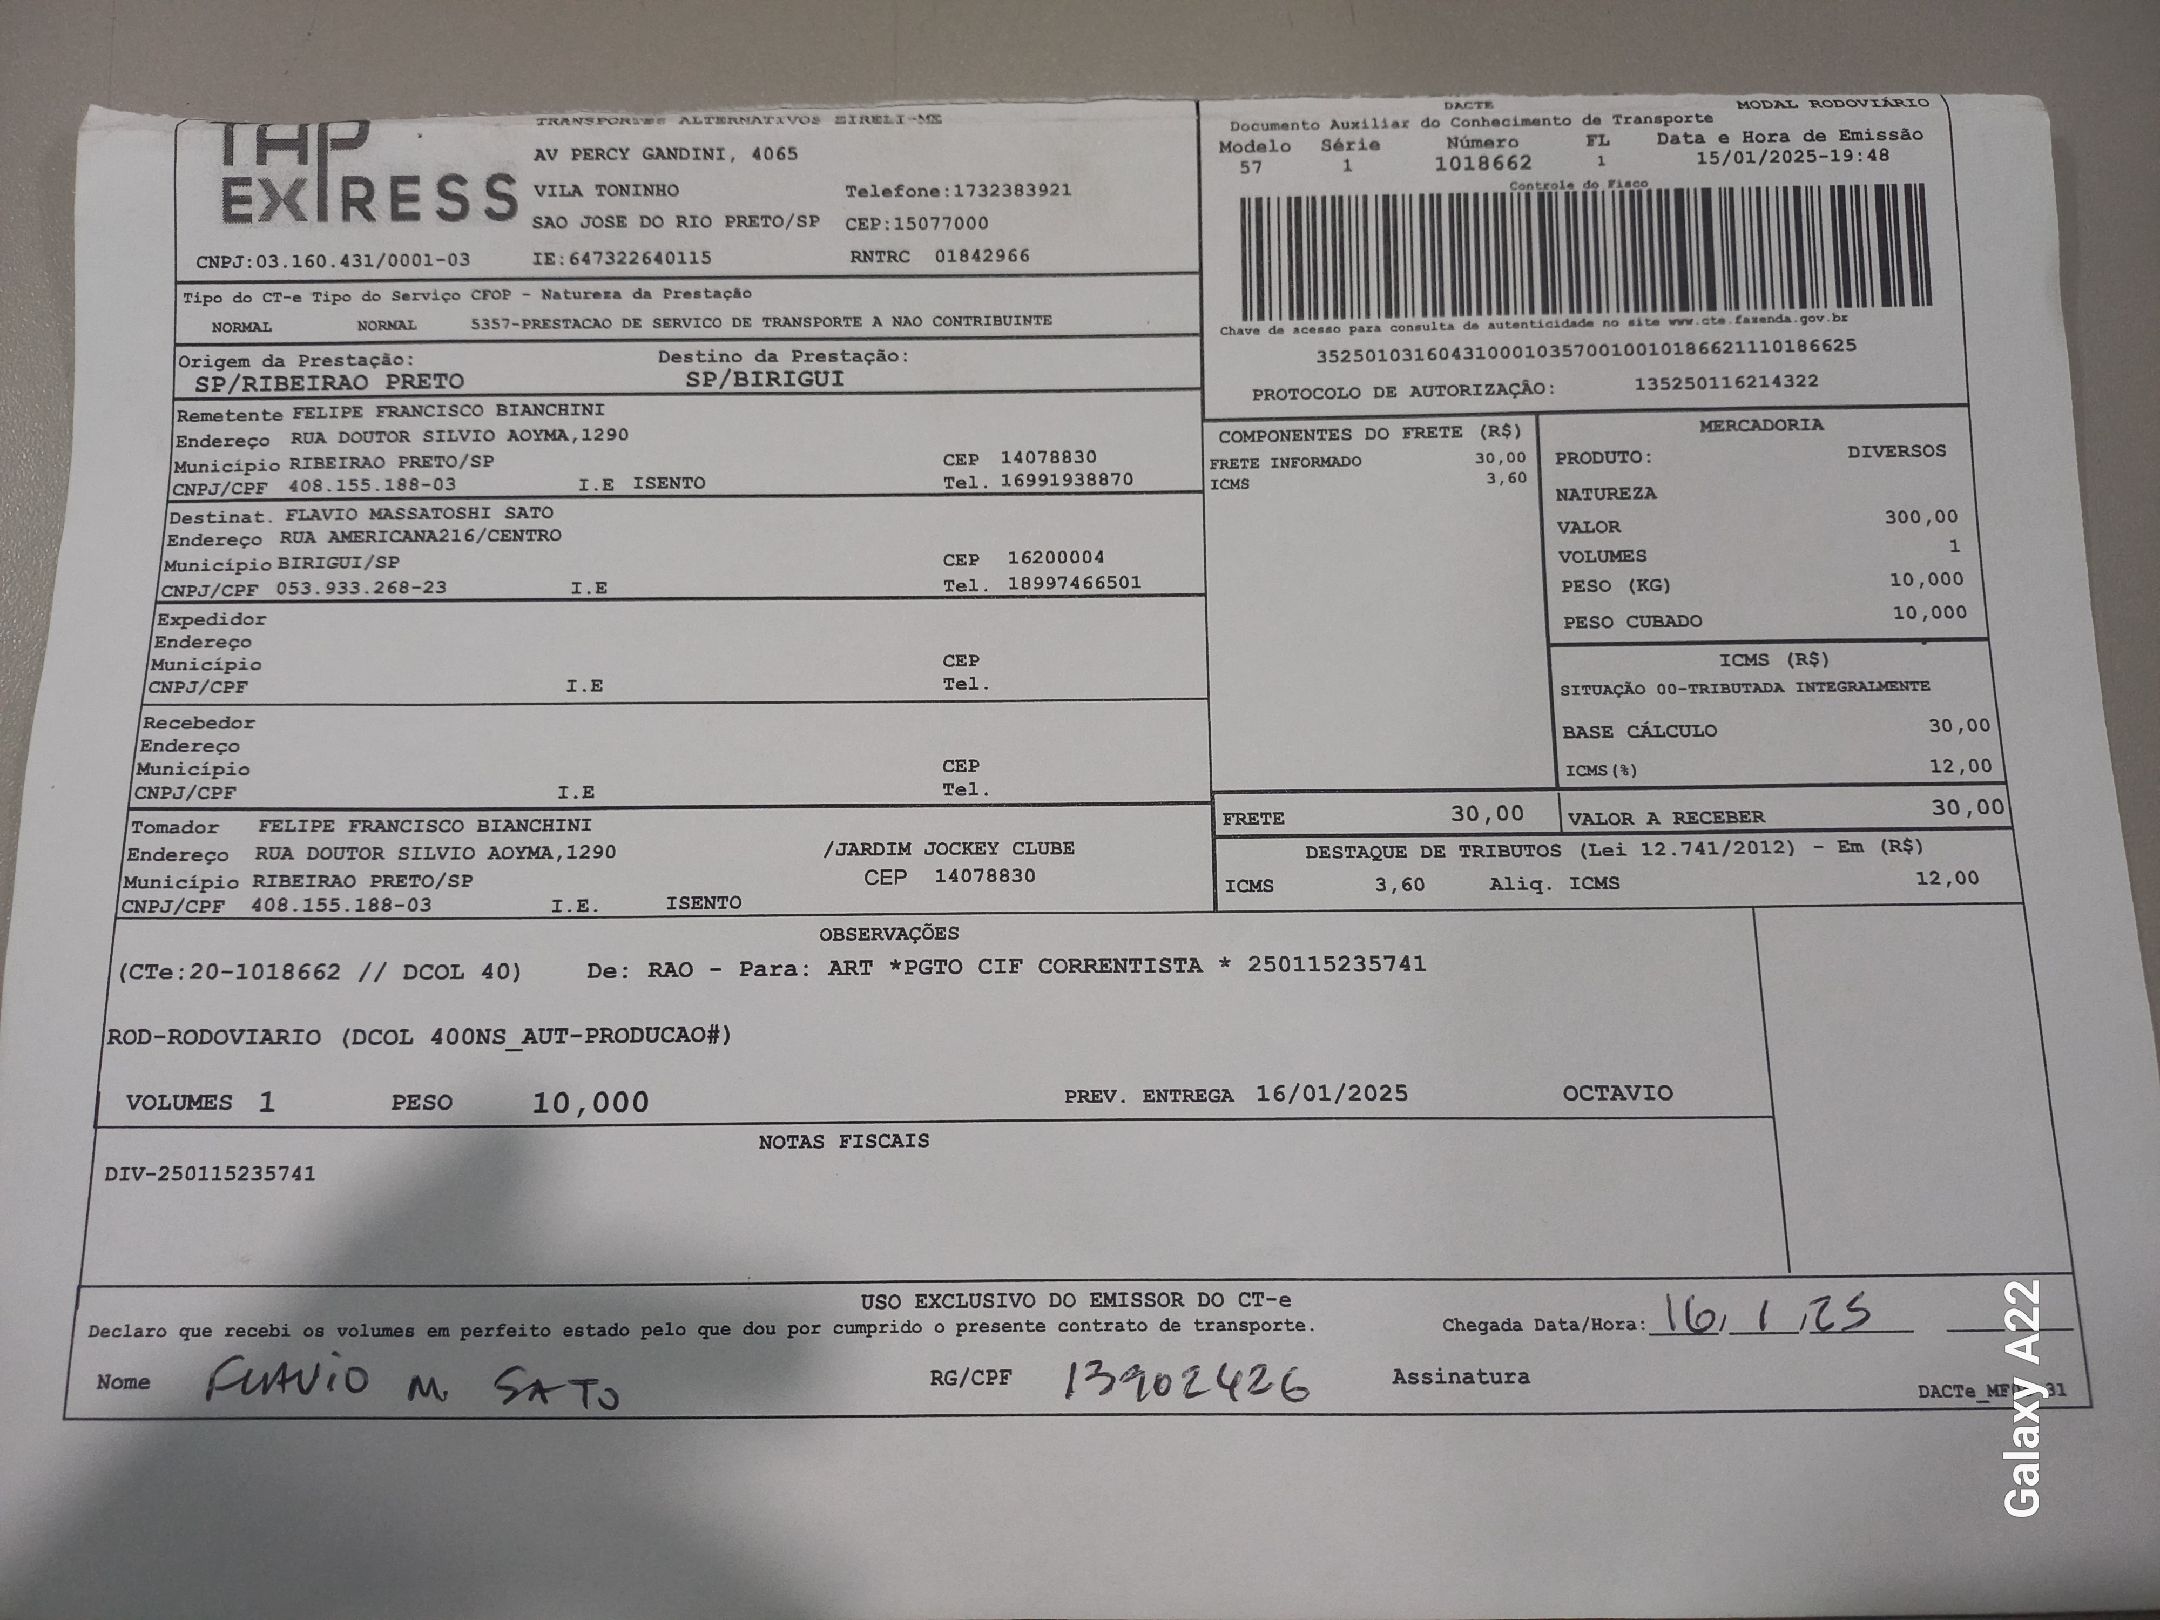 TAP
EXPRESS
TRANSPORTES ALTERNATIVOS EIRELI-ME
AV PERCY GANDINI, 4065
VILA TONINHO Telefone:1732383921
SAO JOSE DO RIO PRETO/SP CEP:15077000
CNPJ:03.160.431/0001-03 IE:647322640115 RNTRC 01842966
DACTE MODAL RODOVIÁRIO
Documento Auxiliar do Conhecimento de Transporte
Modelo Série Número FL Data e Hora de Emissão
57 1 1018662 1 15/01/2025-19:48
Controle do Fisco
Chave de acesso para consulta de autenticidade no site www.cte.fazenda.gov.br
35250103160431000103570010010186621110186625
PROTOCOLO DE AUTORIZAÇÃO: 135250116214322
Tipo do CT-e Tipo do Serviço CFOP - Natureza da Prestação
NORMAL NORMAL 5357-PRESTACAO DE SERVICO DE TRANSPORTE A NAO CONTRIBUINTE
Origem da Prestação: Destino da Prestação:
SP/RIBEIRAO PRETO SP/BIRIGUI
Remetente FELIPE FRANCISCO BIANCHINI
Endereço RUA DOUTOR SILVIO AOYMA,1290
Município RIBEIRAO PRETO/SP CEP 14078830
CNPJ/CPF 408.155.188-03 I.E ISENTO Tel. 16991938870
Destinat. FLAVIO MASSATOSHI SATO
Endereço RUA AMERICANA216/CENTRO
Município BIRIGUI/SP CEP 16200004
CNPJ/CPF 053.933.268-23 I.E Tel. 18997466501
Expedidor
Endereço
Município CEP
CNPJ/CPF I.E Tel.
Recebedor
Endereço
Município CEP
CNPJ/CPF I.E Tel.
Tomador FELIPE FRANCISCO BIANCHINI
Endereço RUA DOUTOR SILVIO AOYMA,1290 /JARDIM JOCKEY CLUBE
Município RIBEIRAO PRETO/SP CEP 14078830
CNPJ/CPF 408.155.188-03 I.E. ISENTO
COMPONENTES DO FRETE (R$)
FRETE INFORMADO 30,00
ICMS 3,60
MERCADORIA
PRODUTO: DIVERSOS
NATUREZA
VALOR 300,00
VOLUMES 1
PESO (KG) 10,000
PESO CUBADO 10,000
ICMS (R$)
SITUAÇÃO 00-TRIBUTADA INTEGRALMENTE
BASE CÁLCULO 30,00
ICMS(%) 12,00
FRETE 30,00 VALOR A RECEBER 30,00
DESTAQUE DE TRIBUTOS (Lei 12.741/2012) - Em (R$)
ICMS 3,60 Aliq. ICMS 12,00
OBSERVAÇÕES
(CTe:20-1018662 // DCOL 40) De: RAO - Para: ART *PGTO CIF CORRENTISTA * 250115235741
ROD-RODOVIARIO (DCOL 400NS_AUT-PRODUCAO#)
VOLUMES 1 PESO 10,000 PREV. ENTREGA 16/01/2025 OCTAVIO
NOTAS FISCAIS
DIV-250115235741
USO EXCLUSIVO DO EMISSOR DO CT-e
Declaro que recebi os volumes em perfeito estado pelo que dou por cumprido o presente contrato de transporte. Chegada Data/Hora: 16, 1 ,25
Nome FLAVIO M. SATO RG/CPF 13902426 Assinatura
Galaxy A22